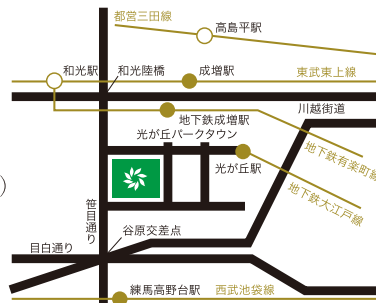 都営三田線
高島平駅
和光駅
和光陸橋
成増駅
東武東上線
川越街道
地下鉄成増駅
光が丘パークタウン
地下鉄有楽町線
光が丘駅
地下鉄大江戸線
笹目通り
谷原交差点
目白通り
練馬高野台駅
西武池袋線